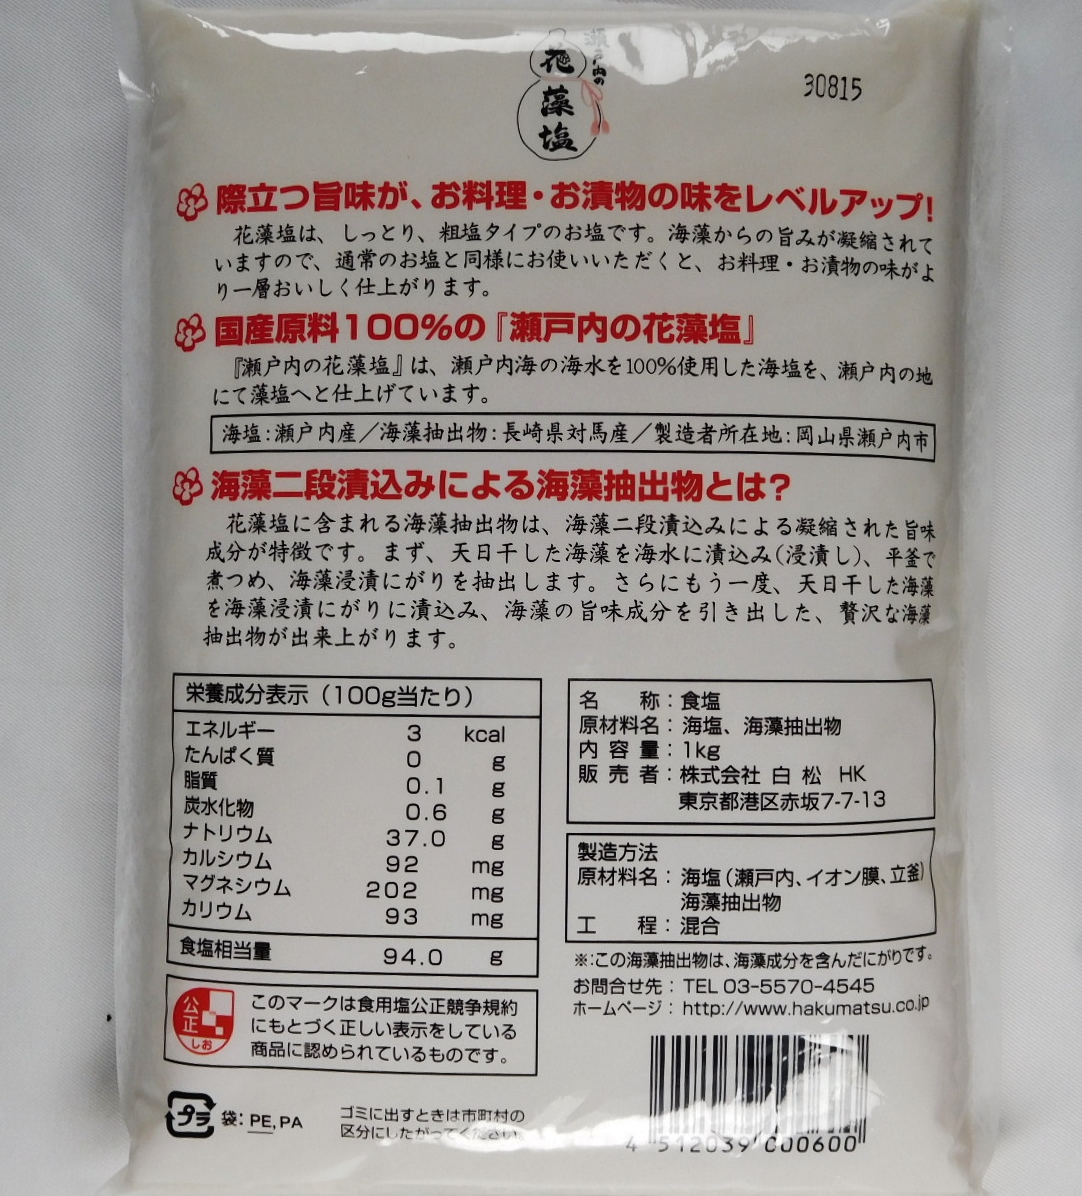 瀬戸内の
花藻塩
30815
際立つ旨味が、お料理・お漬物の味をレベルアップ!
花藻塩は、しっとり、粗塩タイプのお塩です。海藻からの旨みが凝縮されて
いますので、通常のお塩と同様にお使いいただくと、お料理・お漬物の味がよ
り一層おいしく仕上がります。
国産原料100%の『瀬戸内の花藻塩』
『瀬戸内の花藻塩』は、瀬戸内海の海水を100%使用した海塩を、瀬戸内の地
にて藻塩へと仕上げています。
海塩:瀬戸内産/海藻抽出物:長崎県対馬産/製造者所在地:岡山県瀬戸内市
海藻二段漬込みによる海藻抽出物とは?
花藻塩に含まれる海藻抽出物は、海藻二段漬込みによる凝縮された旨味
成分が特徴です。まず、天日干した海藻を海水に漬込み(浸漬し)、平釜で
煮つめ、海藻浸漬にがりを抽出します。さらにもう一度、天日干した海藻
を海藻浸漬にがりに漬込み、海藻の旨味成分を引き出した、贅沢な海藻
抽出物が出来上がります。
栄養成分表示(100g当たり)
エネルギー 3 kcal
たんぱく質 0 g
脂質 0.1 g
炭水化物 0.6 g
ナトリウム 37.0 g
カルシウム 92 mg
マグネシウム 202 mg
カリウム 93 mg
食塩相当量 94.0 g
公正
しお
このマークは食用塩公正競争規約
にもとづく正しい表示をしている
商品に認められているものです。
プラ 袋:PE,PA
ゴミに出すときは市町村の
区分にしたがってください。
名称:食塩
原材料名:海塩、海藻抽出物
内容量:1kg
販売者:株式会社 白松 HK
東京都港区赤坂7-7-13
製造方法
原材料名:海塩(瀬戸内、イオン膜、立釜)
海藻抽出物
工程:混合
※:この海藻抽出物は、海藻成分を含んだにがりです。
お問合せ先:TEL 03-5570-4545
ホームページ:http://www.hakumatsu.co.jp
4 512039 000600